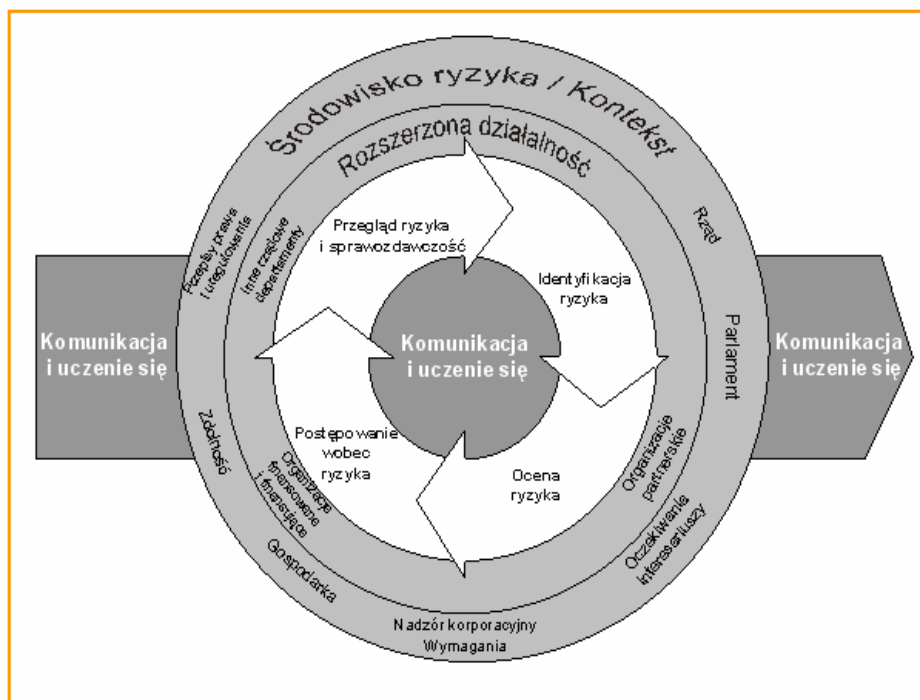 Środowisko ryzyka / Kontekst
Rozszerzona działalność
Przepisy prawa
i uregulowania
Inne rządowe
departamenty
Przegląd ryzyka
i sprawozdawczość
Identyfikacja
ryzyka
Rząd
Parlament
Komunikacja
i uczenie się
Komunikacja
i uczenie się
Komunikacja
i uczenie się
Zdolność
Postępowanie
wobec
ryzyka
Ocena
ryzyka
Organizacje
finansowane
i finansujące
Organizacje
partnerskie
Oczekiwania
interesariuszy
Gospodarka
Nadzór korporacyjny
Wymagania